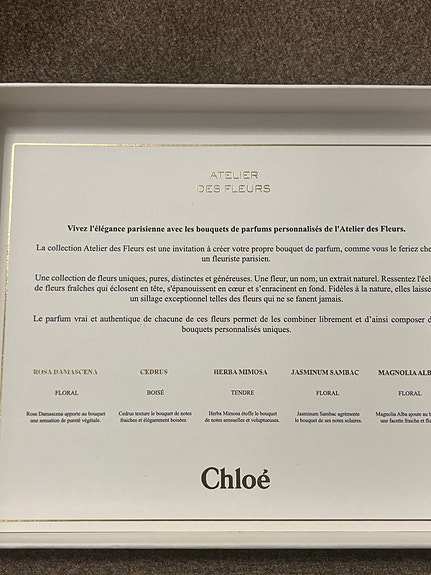 ATELIER
DES FLEURS
Vivez l'élégance parisienne avec les bouquets de parfums personnalisés de l'Atelier des Fleurs.
La collection Atelier des Fleurs est une invitation à créer votre propre bouquet de parfum, comme vous le feriez
un fleuriste parisien.
Une collection de fleurs uniques, pures, distinctes et généreuses. Une fleur, un nom, un extrait naturel. Ressentez
de fleurs fraîches qui éclosent en tête, s'épanouissent en cœur et s’enracinent en fond. Fidèles à la nature, elles
un sillage exceptionnel telles des fleurs qui ne se fanent jamais.
Le parfum vrai et authentique de chacune de ces fleurs permet de les combiner librement et d’ainsi composer
bouquets personnalisés uniques.
ROSA DAMASCENA CEDRUS HERBA MIMOSA JASMINUM SAMBAC MAGNOLIA
FLORAL BOISÉ TENDRE FLORAL FLORAL
Rosa Damascena apporte au bouquet Cedrus texture le bouquet de notes Herba Mimosa étoffe le bouquet Jasminum Sambac agrémente Magnolia Alba ajoute au
une sensation de pureté végétale. fraîches et élégamment boisées. de notes sensuelles et voluptueuses. le bouquet de ses notes solaires. une facette fraîche et
Chloé